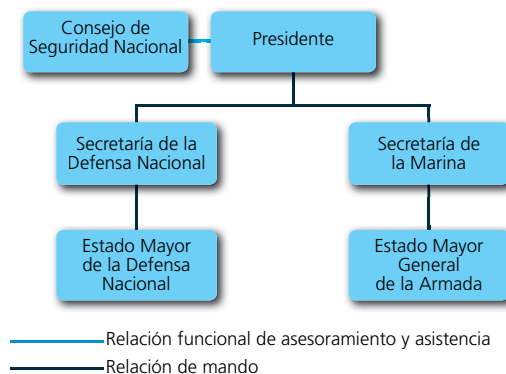 Consejo de
Seguridad Nacional
Presidente
Secretaría de la
Defensa Nacional
Secretaría de
la Marina
Estado Mayor
de la Defensa
Nacional
Estado Mayor
General
de la Armada
Relación funcional de asesoramiento y asistencia
Relación de mando